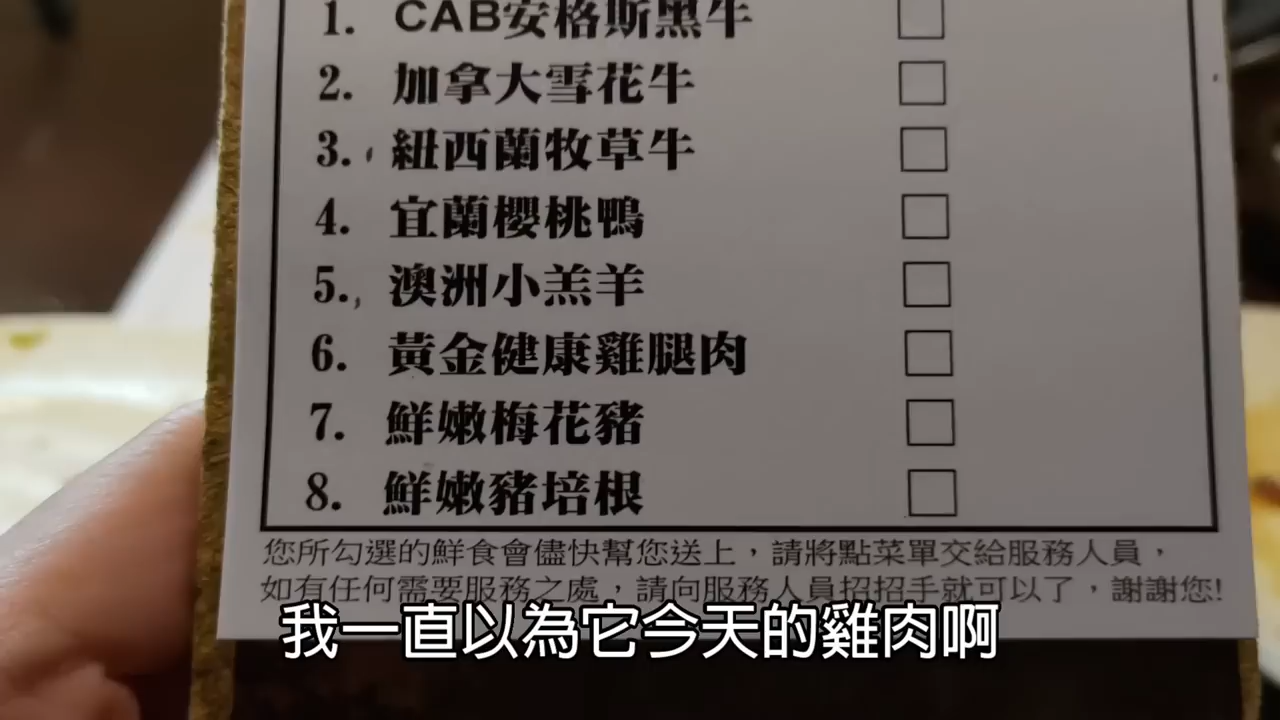 1. CAB安格斯黑牛 □
2. 加拿大雪花牛 □
3. 紐西蘭牧草牛 □
4. 宜蘭櫻桃鴨 □
5. 澳洲小羔羊 □
6. 黃金健康雞腿肉 □
7. 鮮嫩梅花豬 □
8. 鮮嫩豬培根 □
您所勾選的鮮食會儘快幫您送上，請將點菜單交給服務人員，
如有任何需要服務之處，請向服務人員招招手就可以了，謝謝您!
我一直以為它今天的雞肉啊